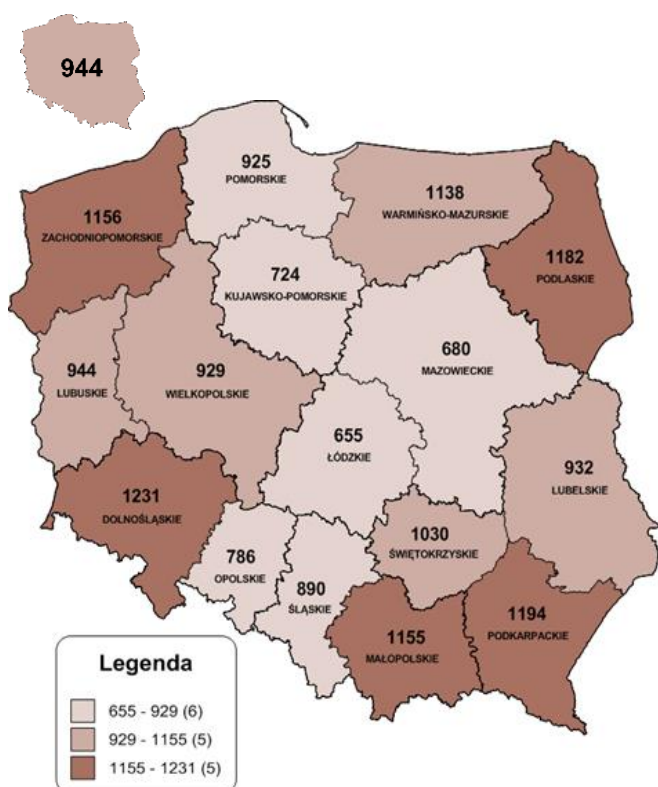 944
925
POMORSKIE
1138
WARMIŃSKO-MAZURSKIE
1156
ZACHODNIOPOMORSKIE
1182
PODLASKIE
724
KUJAWSKO-POMORSKIE
680
MAZOWIECKIE
944
LUBUSKIE
929
WIELKOPOLSKIE
655
ŁÓDZKIE
932
LUBELSKIE
1231
DOLNOŚLĄSKIE
1030
ŚWIĘTOKRZYSKIE
786
OPOLSKIE
890
ŚLĄSKIE
1194
PODKARPACKIE
1155
MAŁOPOLSKIE
Legenda
655 - 929 (6)
929 - 1155 (5)
1155 - 1231 (5)